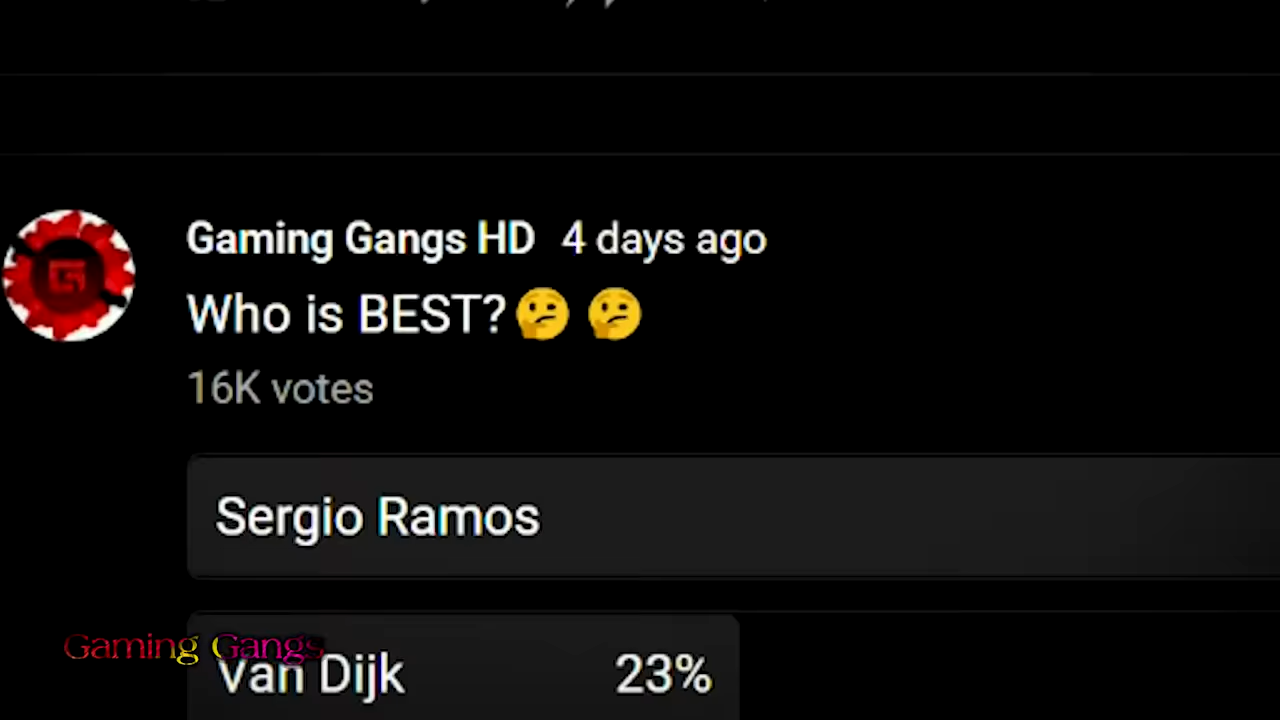 Gaming Gangs HD 4 days ago
Who is BEST?🤔 🤔
16K votes
Sergio Ramos
Gaming Gangs
Van Dijk 23%